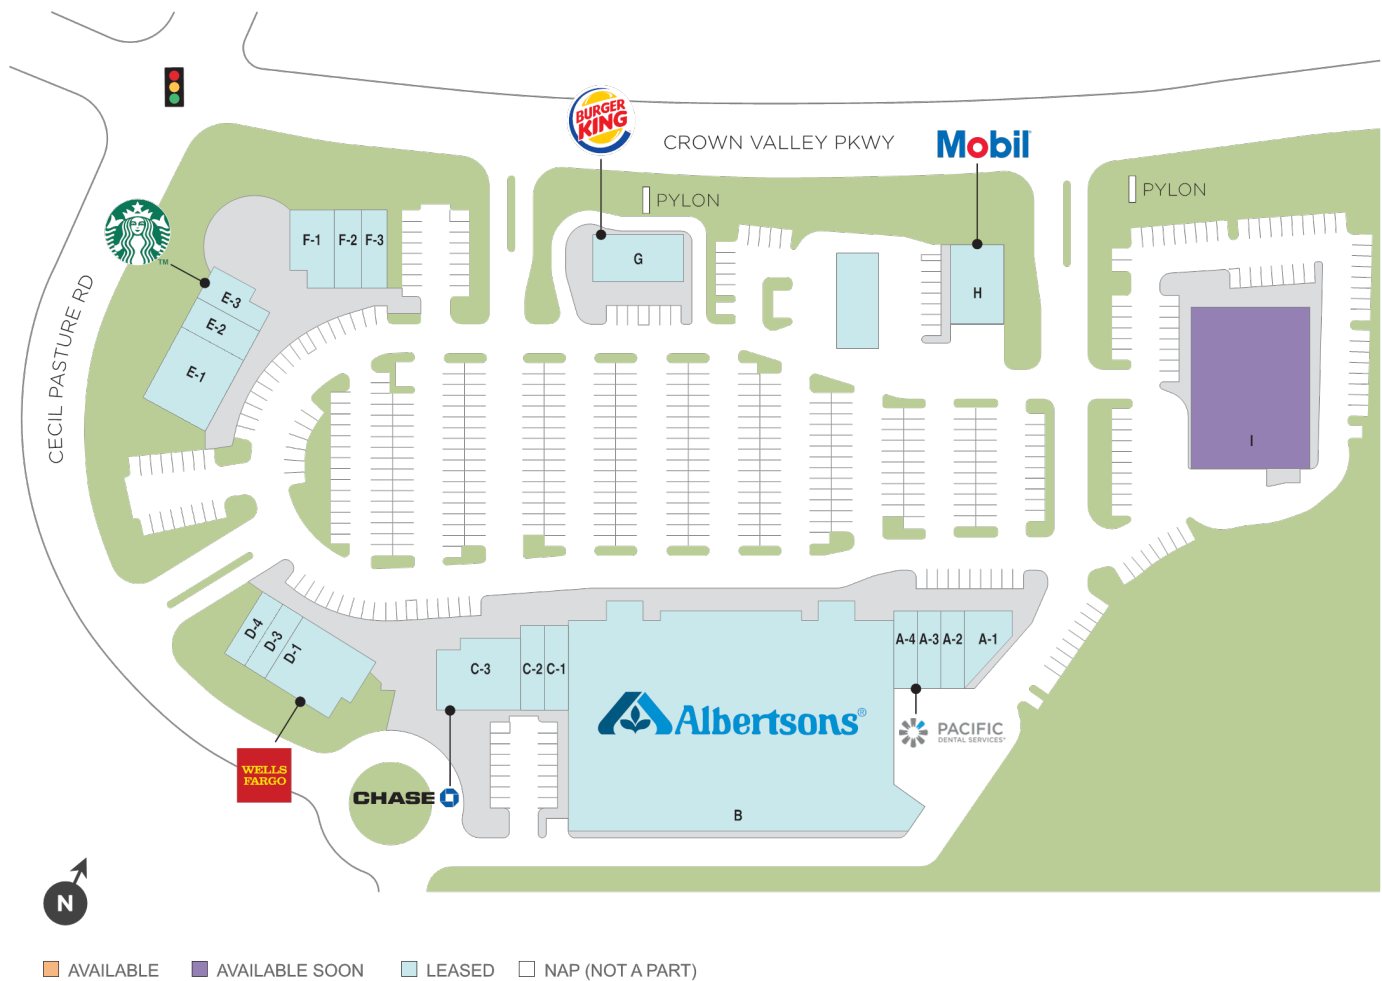 BURGER
KING
CROWN VALLEY PKWY
Mobil
PYLON
PYLON
TM
F-1
F-2
F-3
G
H
E-3
E-2
E-1
CECIL PASTURE RD
I
D-4
D-3
D-1
C-3
C-2
C-1
A-4
A-3
A-2
A-1
Albertsons®
PACIFIC
DENTAL SERVICES®
WELLS
FARGO
CHASE
B
N
AVAILABLE
AVAILABLE SOON
LEASED
NAP (NOT A PART)